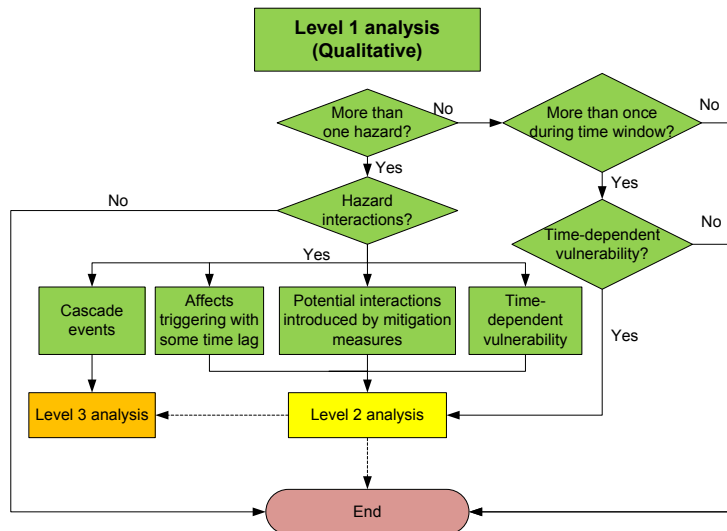 Level 1 analysis
(Qualitative)
More than
one hazard?
No
More than once
during time window?
No
Yes
Yes
No
Hazard
interactions?
Time-dependent
vulnerability?
No
Yes
Cascade
events
Affects
triggering with
some time lag
Potential interactions
introduced by mitigation
measures
Time-
dependent
vulnerability
Yes
Level 3 analysis
Level 2 analysis
End